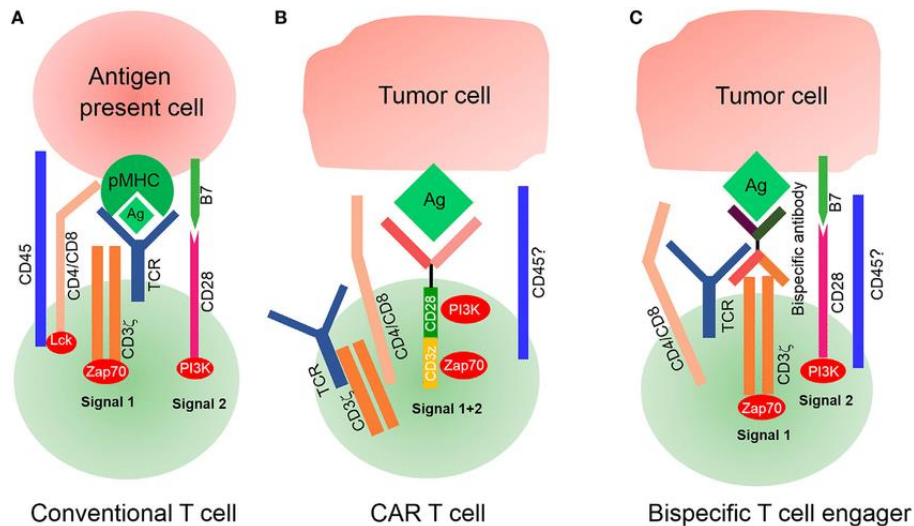 A
Antigen
present cell
pMHC
Ag
B7
CD45
CD4/CD8
TCR
CD28
Lck
CD3ζ
Zap70
PI3K
Signal 1
Signal 2
Conventional T cell
B
Tumor cell
Ag
CD45?
CD4/CD8
CD28
PI3K
TCR
CD3ζ
CD3z
Zap70
Signal 1+2
CAR T cell
C
Tumor cell
Ag
B7
Bispecific antibody
CD4/CD8
TCR
CD28
CD45?
CD3ζ
PI3K
Zap70
Signal 2
Signal 1
Bispecific T cell engager